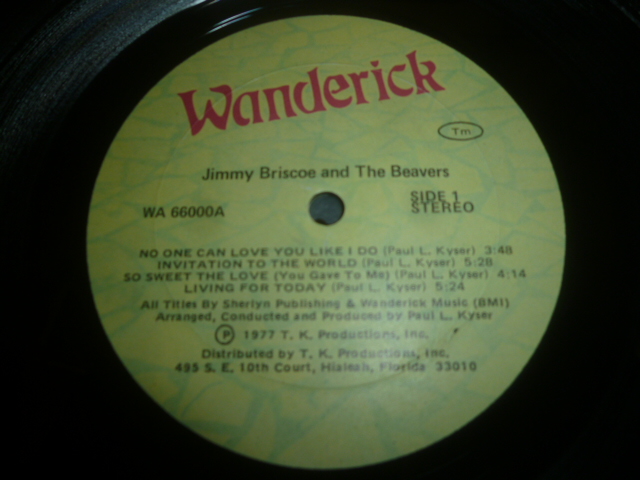 Wanderick
Tm
Jimmy Briscoe and The Beavers
WA 66000A
SIDE 1
STEREO
NO ONE CAN LOVE YOU LIKE I DO (Paul L. Kyser) 3:48
INVITATION TO THE WORLD (Paul L. Kyser) 5:28
SO SWEET THE LOVE (You Gave To Me) (Paul L. Kyser) 4:14
LIVING FOR TODAY (Paul L. Kyser) 5:24
All Titles By Sherlyn Publishing & Wanderick Music (BMI)
Arranged, Conducted and Produced by Paul L. Kyser
Ⓟ 1977 T. K. Productions, Inc.
Distributed by T. K. Productions, Inc.
495 S. E. 10th Court, Hialeah, Florida 33010